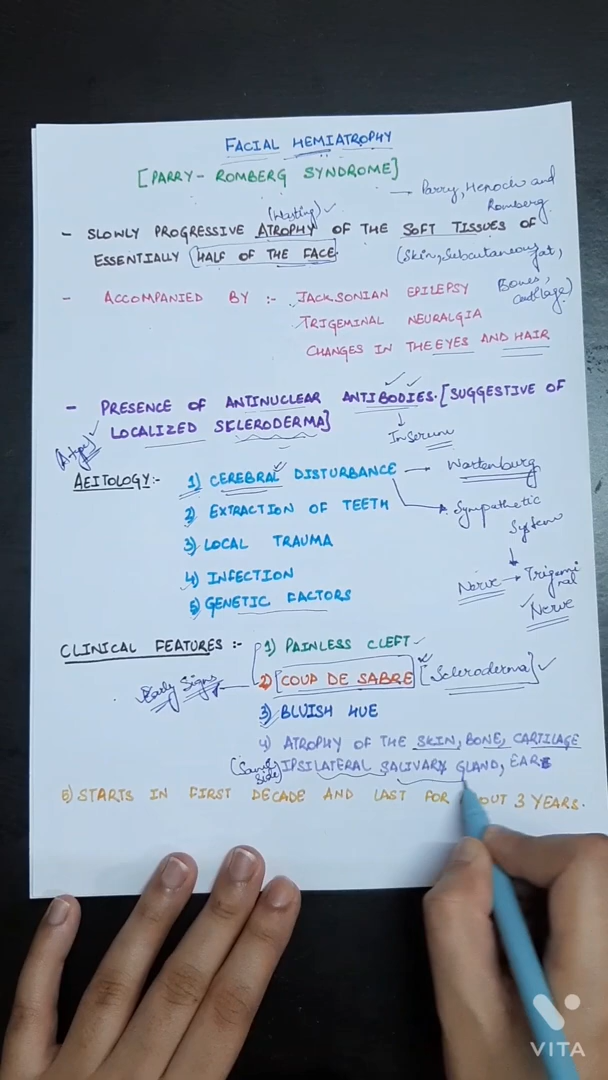 FACIAL HEMIATROPHY
[PARRY-ROMBERG SYNDROME]
— Parry, Henoch and
Romberg
(Wasting)
- SLOWLY PROGRESSIVE ATROPHY OF THE SOFT TISSUES OF
ESSENTIALLY HALF OF THE FACE.
(Skin, Subcutaneous fat,
Bones,
Cartilage)
- ACCOMPANIED BY :- JACKSONIAN EPILEPSY
TRIGEMINAL NEURALGIA
CHANGES IN THE EYES AND HAIR
- PRESENCE OF ANTINUCLEAR ANTIBODIES. [SUGGESTIVE OF
LOCALIZED SCLERODERMA]
In serum
AEITOLOGY:-
1) CEREBRAL DISTURBANCE
Wartenburg
Sympathetic
System
2) EXTRACTION OF TEETH
3) LOCAL TRAUMA
4) INFECTION
5) GENETIC FACTORS
Nerve → Trigeminal
Nerve
CLINICAL FEATURES :- 1) PAINLESS CLEFT
2) [COUP DE SABRE [Scleroderma]
Early Signs
3) BLUISH HUE
4) ATROPHY OF THE SKIN, BONE, CARTILAGE
(Same side) IPSILATERAL SALIVARY GLAND, EAR
5) STARTS IN FIRST DECADE AND LAST FOR OUT 3 YEARS.
VITA